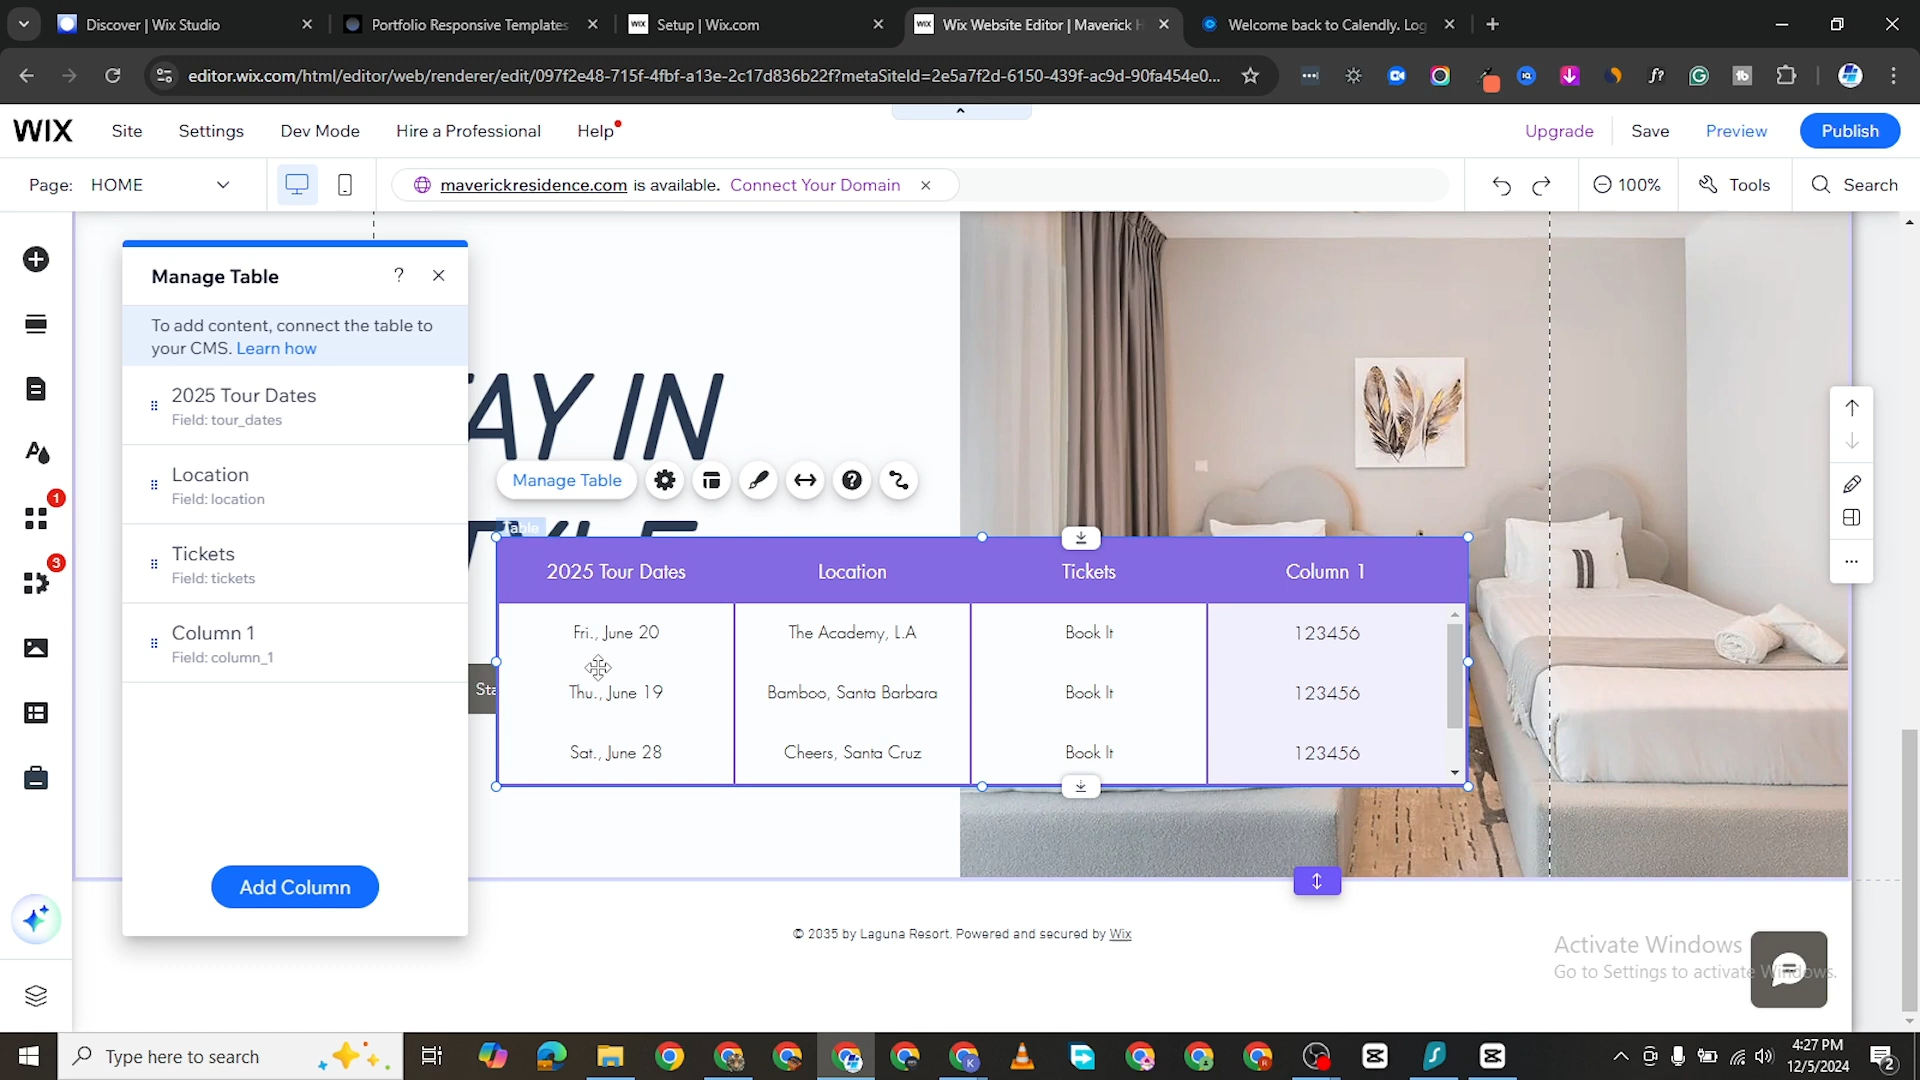 Discover | Wix Studio
Portfolio Responsive Templates
WIX Setup | Wix.com
WIX Wix Website Editor | Maverick H
Welcome back to Calendly. Log
editor.wix.com/html/editor/web/renderer/edit/097f2e48-715f-4fbf-a13e-2c17d836b22f?metaSiteId=2e5a7f2d-6150-439f-ac9d-90fa454e0...
WIX
Site
Settings
Dev Mode
Hire a Professional
Help
Upgrade
Save
Preview
Publish
Page: HOME
maverickresidence.com is available. Connect Your Domain
100%
Tools
Search
Manage Table
?
To add content, connect the table to
your CMS. Learn how
2025 Tour Dates
Field: tour_dates
Location
Field: location
Tickets
Field: tickets
Column 1
Field: column_1
Add Column
1
3
AY IN
Manage Table
Table
2025 Tour Dates Location Tickets Column 1
Fri., June 20 The Academy, L.A Book It 123456
Thu., June 19 Bamboo, Santa Barbara Book It 123456
Sat., June 28 Cheers, Santa Cruz Book It 123456
Sta
© 2035 by Laguna Resort. Powered and secured by Wix
Activate Windows
Go to Settings to activate Windows.
Type here to search
4:27 PM
12/5/2024
2